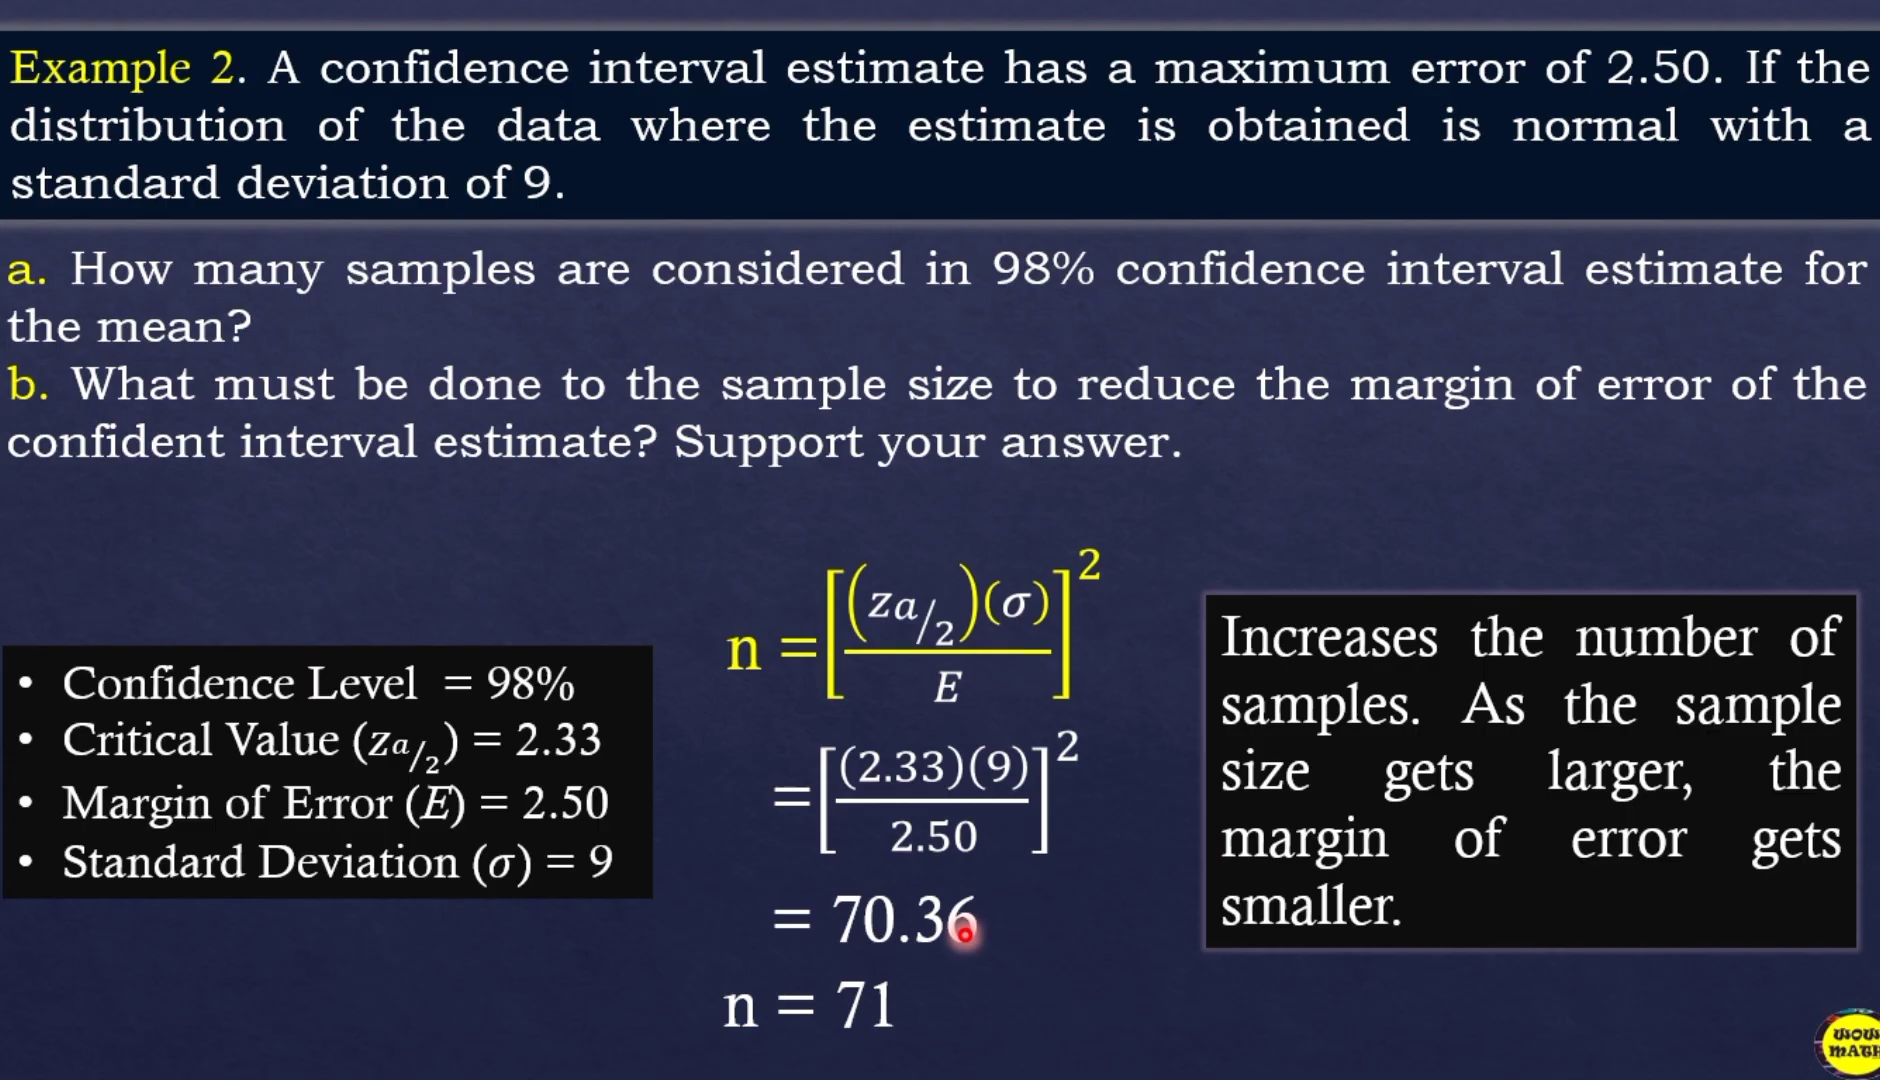 Example 2. A confidence interval estimate has a maximum error of 2.50. If the
distribution of the data where the estimate is obtained is normal with a
standard deviation of 9.
a. How many samples are considered in 98% confidence interval estimate for
the mean?
b. What must be done to the sample size to reduce the margin of error of the
confident interval estimate? Support your answer.
• Confidence Level = 98%
• Critical Value (za/2) = 2.33
• Margin of Error (E) = 2.50
• Standard Deviation (σ) = 9
n = [(za/2)(σ)/E]²
= [(2.33)(9)/2.50]²
= 70.36
n = 71
Increases the number of
samples. As the sample
size gets larger, the
margin of error gets
smaller.
WOW
MATH